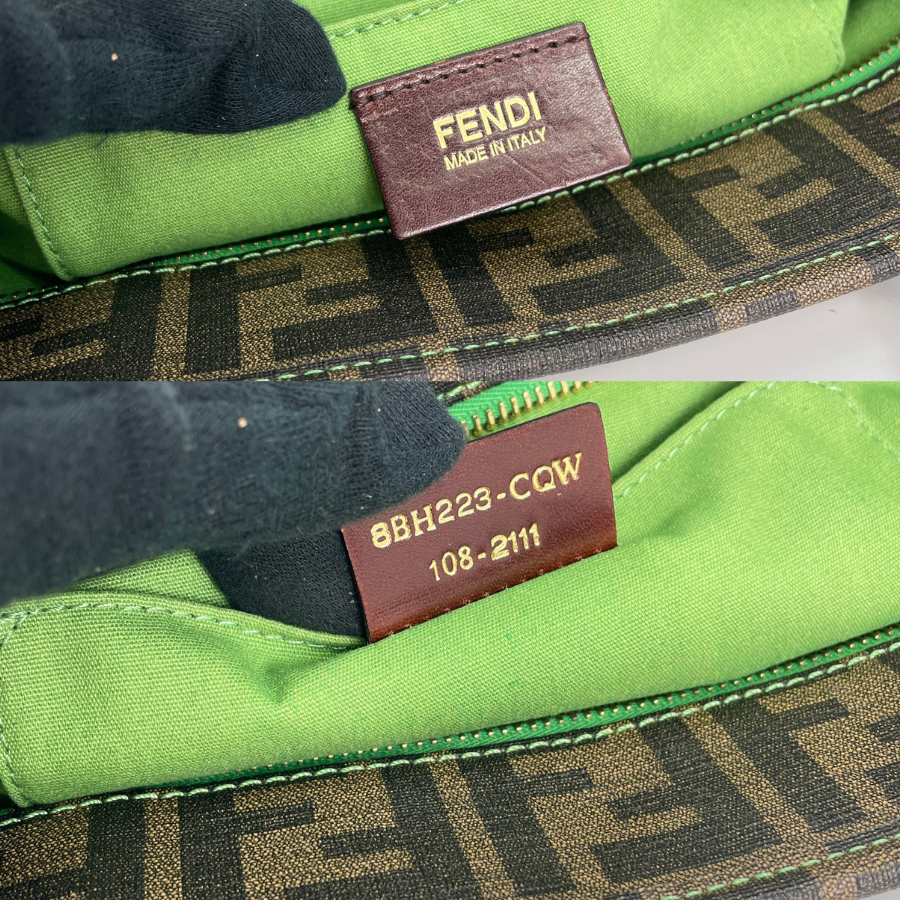 FENDI
MADE IN ITALY
8BH223-CQW
108-2111